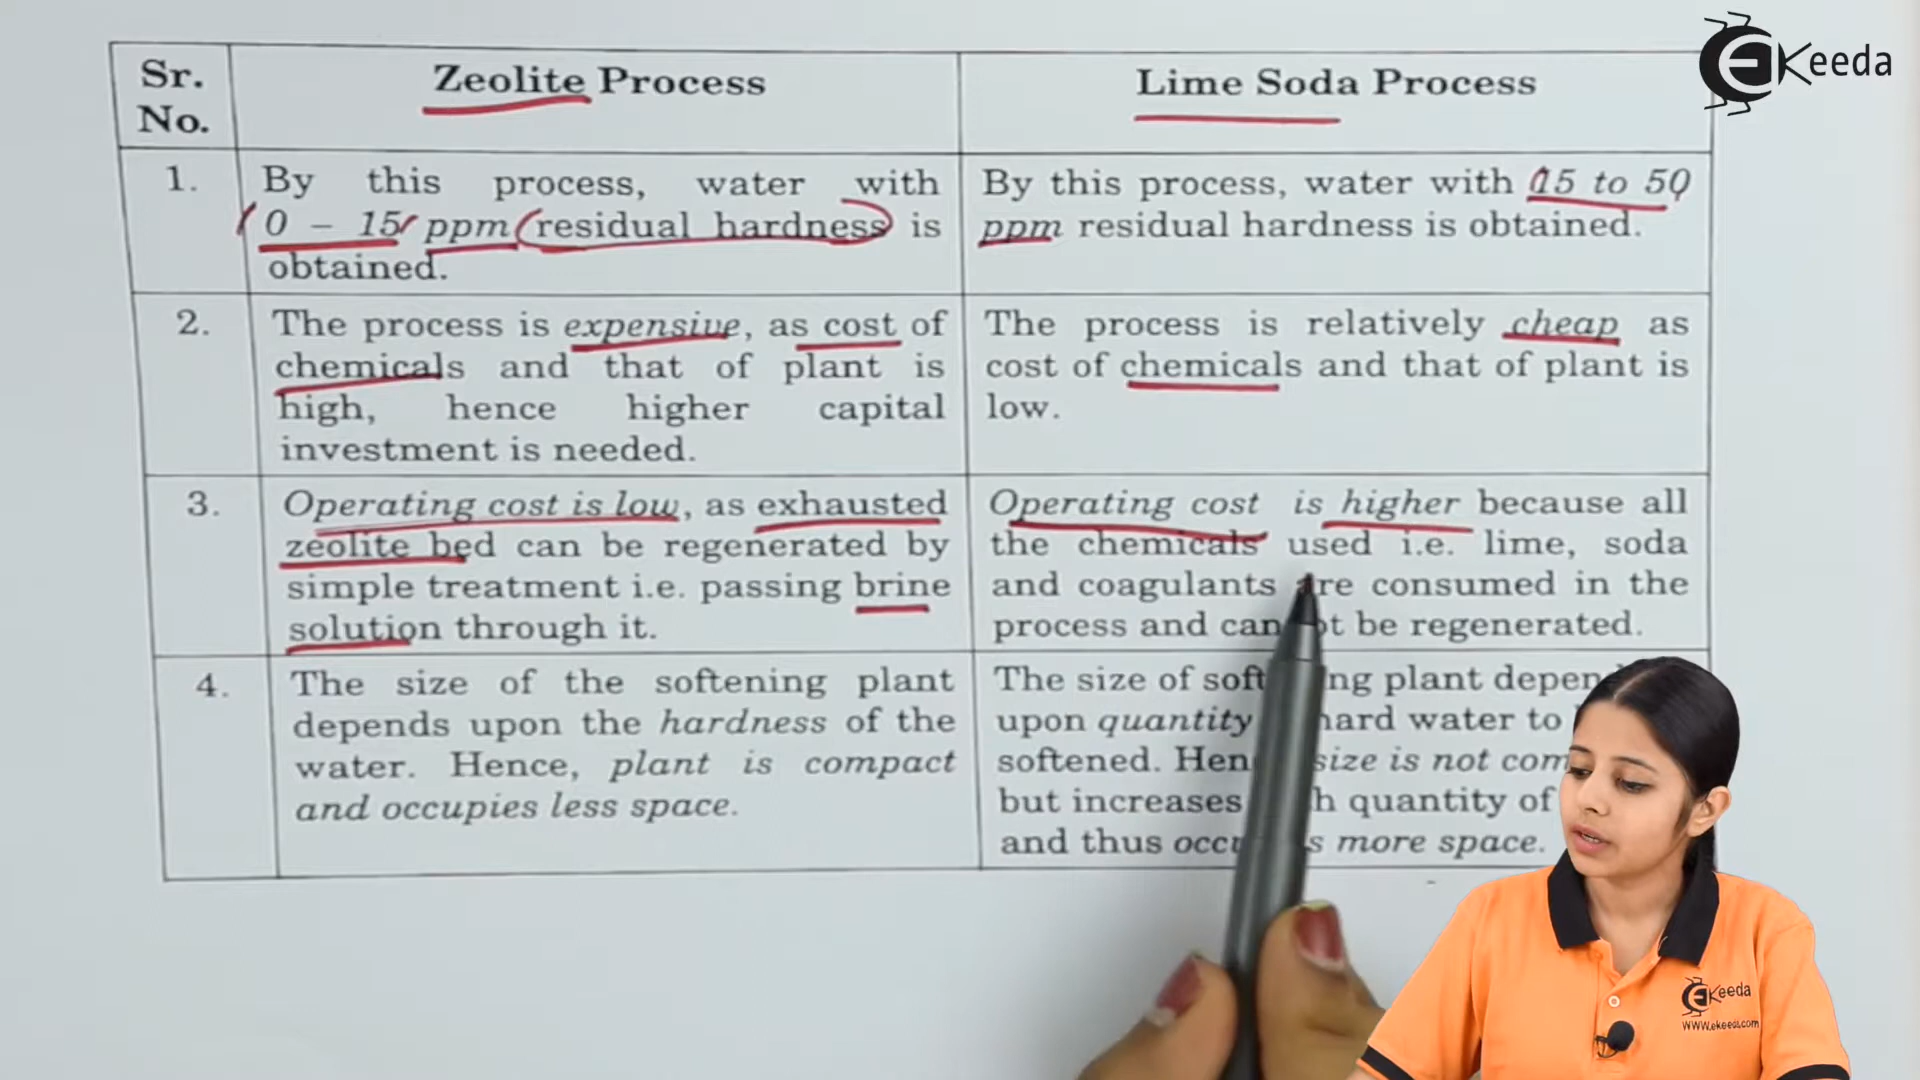 Keeda
Sr.
No.
Zeolite Process
Lime Soda Process
1.
By this process, water with
0 – 15 ppm residual hardness is
obtained.
By this process, water with 15 to 50
ppm residual hardness is obtained.
2.
The process is expensive, as cost of
chemicals and that of plant is
high, hence higher capital
investment is needed.
The process is relatively cheap as
cost of chemicals and that of plant is
low.
3.
Operating cost is low, as exhausted
zeolite bed can be regenerated by
simple treatment i.e. passing brine
solution through it.
Operating cost is higher because all
the chemicals used i.e. lime, soda
and coagulants are consumed in the
process and cannot be regenerated.
4.
The size of the softening plant
depends upon the hardness of the
water. Hence, plant is compact
and occupies less space.
The size of softening plant depen
upon quantity hard water to
softened. Hen size is not com
but increases h quantity of
and thus occu s more space.
Keeda
www.ekeeda.com